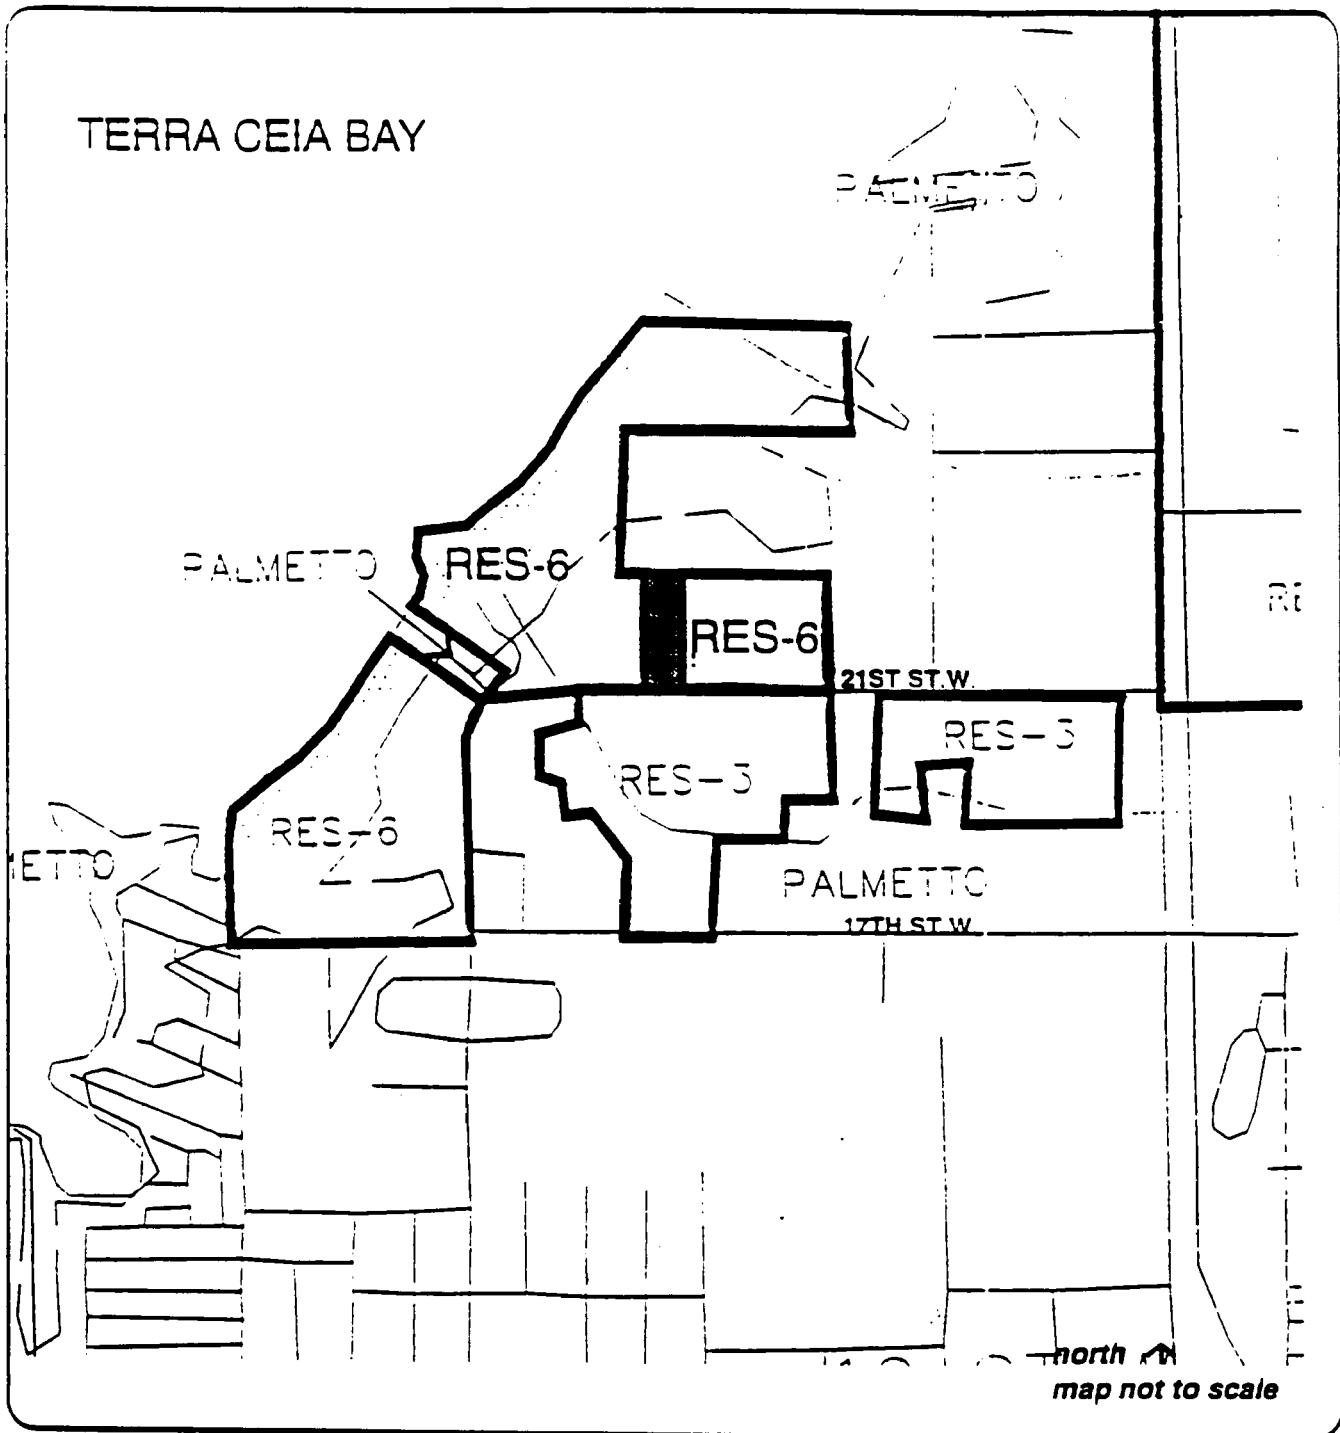 TERRA CEIA BAY
PALMETTO
PALMETTO
RES-6
RES-6
21ST ST.W.
RES-3
RES-3
RES-6
PALMETTO
17TH ST W
north
map not to scale